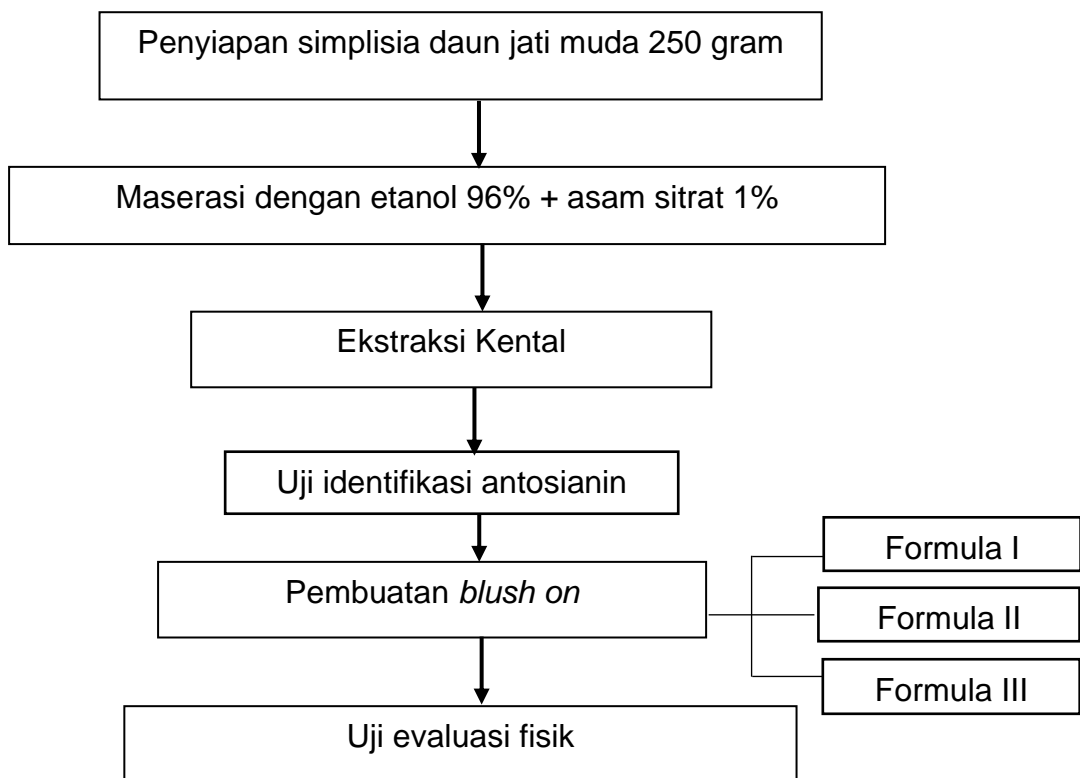 Penyiapan simplisia daun jati muda 250 gram
Maserasi dengan etanol 96% + asam sitrat 1%
Ekstraksi Kental
Uji identifikasi antosianin
Pembuatan blush on
Formula I
Formula II
Formula III
Uji evaluasi fisik